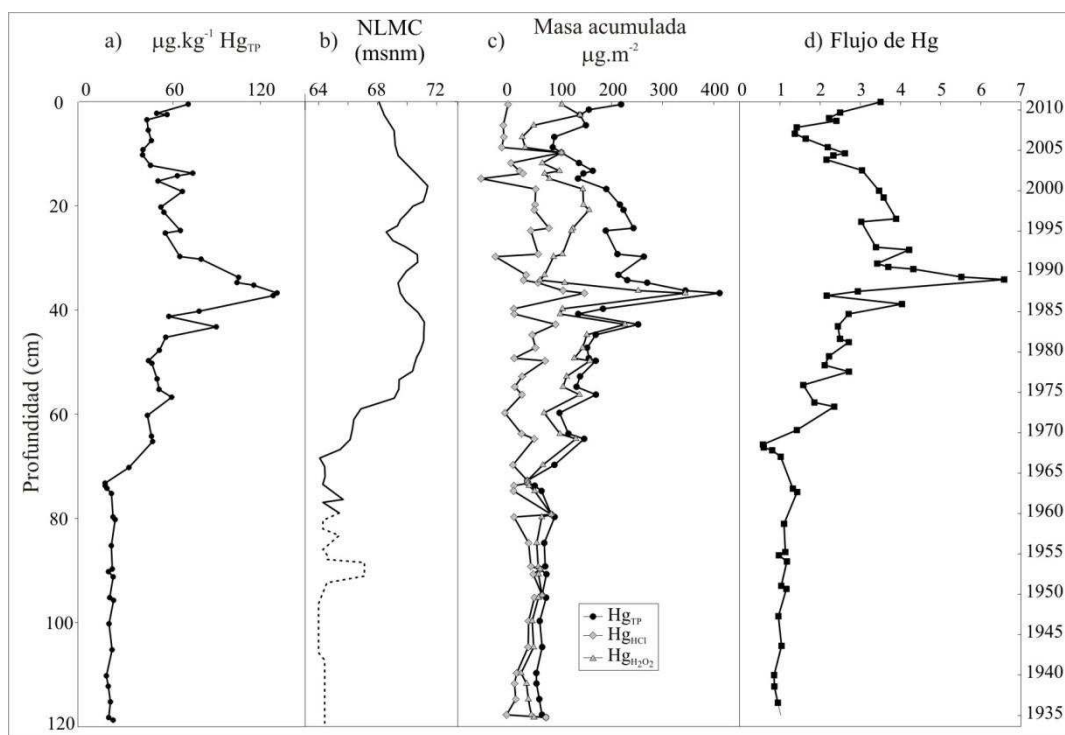 a) µg.kg⁻¹ Hg_TP
b) NLMC
(msnm)
c) Masa acumulada
µg.m⁻²
d) Flujo de Hg
0 60 120
64 68 72
0 100 200 300 400
0 1 2 3 4 5 6 7
Profundidad (cm)
0
20
40
60
80
100
120
2010
2005
2000
1995
1990
1985
1980
1975
1970
1965
1960
1955
1950
1945
1940
1935
Hg_TP
Hg_HCl
Hg_H₂O₂